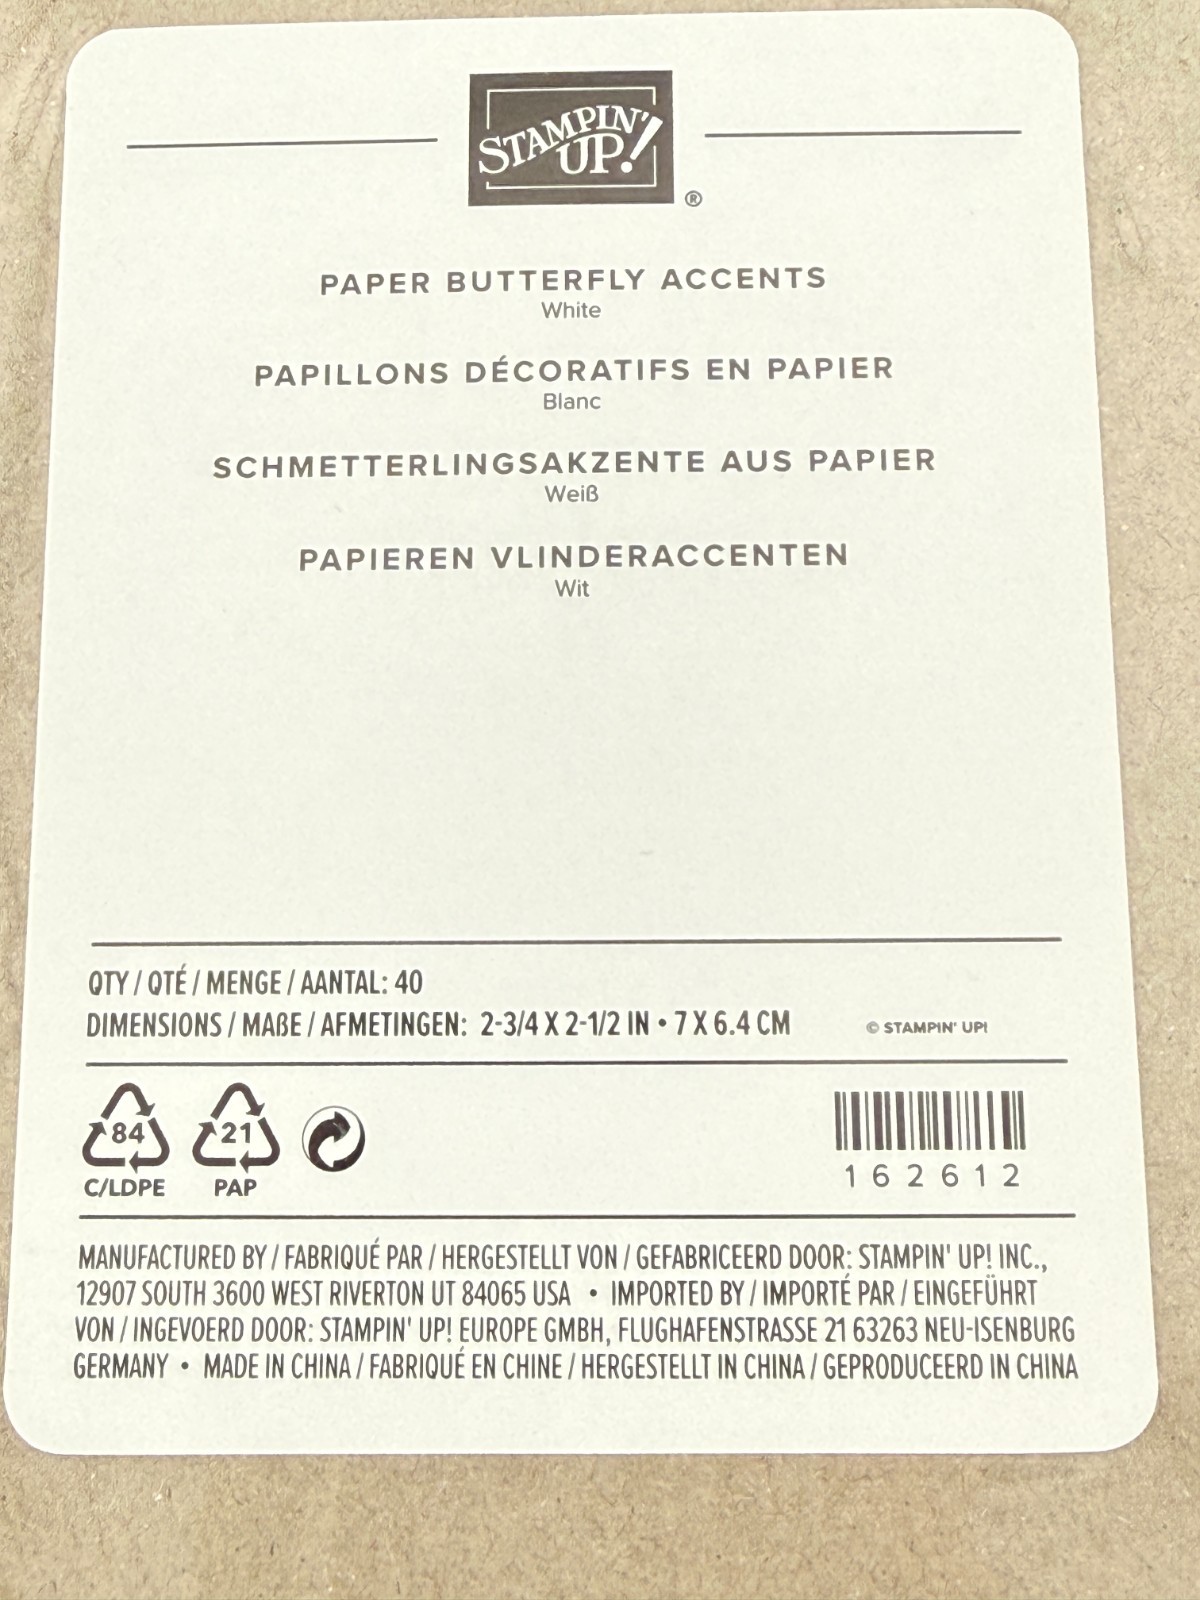 STAMPIN' UP!
®
PAPER BUTTERFLY ACCENTS
White
PAPILLONS DÉCORATIFS EN PAPIER
Blanc
SCHMETTERLINGSAKZENTE AUS PAPIER
Weiß
PAPIEREN VLINDERACCENTEN
Wit
QTY / QTÉ / MENGE / AANTAL: 40
DIMENSIONS / MAßE / AFMETINGEN: 2-3/4 X 2-1/2 IN • 7 X 6.4 CM
© STAMPIN' UP!
84
C/LDPE
21
PAP
162612
MANUFACTURED BY / FABRIQUÉ PAR / HERGESTELLT VON / GEFABRICEERD DOOR: STAMPIN' UP! INC.,
12907 SOUTH 3600 WEST RIVERTON UT 84065 USA • IMPORTED BY / IMPORTÉ PAR / EINGEFÜHRT
VON / INGEVOERD DOOR: STAMPIN' UP! EUROPE GMBH, FLUGHAFENSTRASSE 21 63263 NEU-ISENBURG
GERMANY • MADE IN CHINA / FABRIQUÉ EN CHINE / HERGESTELLT IN CHINA / GEPRODUCEERD IN CHINA